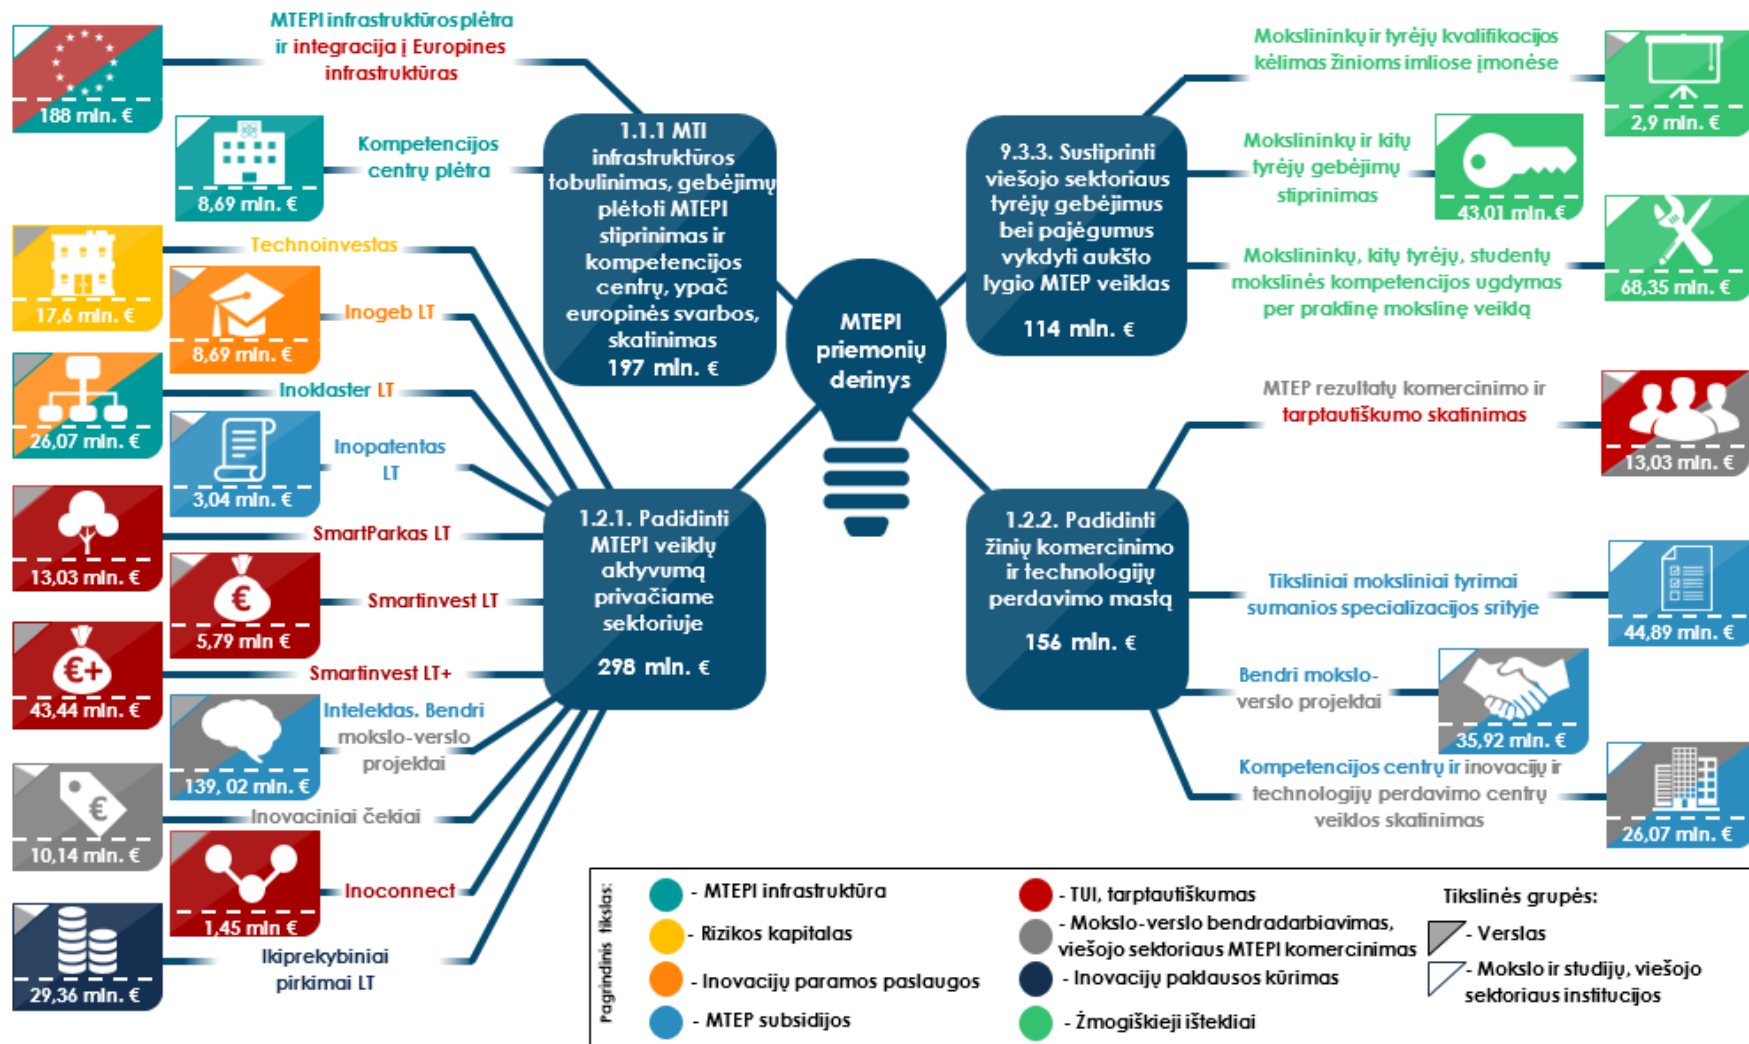 MTEPI infrastruktūros plėtra
ir integracija į Europines
infrastruktūras
188 mln. €
Kompetencijos
centrų plėtra
8,69 mln. €
1.1.1 MTI
infrastruktūros
tobulinimas, gebėjimų
plėtoti MTEPI
stiprinimas ir
kompetencijos
centrų, ypač
europinės svarbos,
skatinimas
197 mln. €
Technoinvestas
17,6 mln. €
Inogeb LT
8,69 mln. €
Inoklaster LT
26,07 mln. €
Inopatentas
LT
3,04 mln. €
SmartParkas LT
13,03 mln. €
Smartinvest LT
€
5,79 mln €
Smartinvest LT+
€+
43,44 mln. €
Intelektas. Bendri
mokslo-verslo
projektai
139, 02 mln. €
Inovaciniai čekiai
€
10,14 mln. €
Inoconnect
1,45 mln €
Ikiprekybiniai
pirkimai LT
29,36 mln. €
1.2.1. Padidinti
MTEPI veiklų
aktyvumą
privačiame
sektoriuje
298 mln. €
MTEPI
priemonių
derinys
9.3.3. Sustiprinti
viešojo sektoriaus
tyrėjų gebėjimus
bei pajėgumus
vykdyti aukšto
lygio MTEP veiklas
114 mln. €
Mokslininkų ir tyrėjų kvalifikacijos
kėlimas žinioms imliose įmonėse
2,9 mln. €
Mokslininkų ir kitų
tyrėjų gebėjimų
stiprinimas
43,01 mln. €
Mokslininkų, kitų tyrėjų, studentų
mokslinės kompetencijos ugdymas
per praktinę mokslinę veiklą
68,35 mln. €
1.2.2. Padidinti
žinių komercinimo
ir technologijų
perdavimo mastą
156 mln. €
MTEP rezultatų komercinimo ir
tarptautiškumo skatinimas
13,03 mln. €
Tiksliniai moksliniai tyrimai
sumanios specializacijos srityje
44,89 mln. €
Bendri mokslo-
verslo projektai
35,92 mln. €
Kompetencijos centrų ir inovacijų ir
technologijų perdavimo centrų
veiklos skatinimas
26,07 mln. €
Pagrindinis tikslas:
- MTEPI infrastruktūra
- Rizikos kapitalas
- Inovacijų paramos paslaugos
- MTEP subsidijos
- TUI, tarptautiškumas
- Mokslo-verslo bendradarbiavimas,
viešojo sektoriaus MTEPI komercinimas
- Inovacijų paklausos kūrimas
- Žmogiškieji ištekliai
Tikslinės grupės:
- Verslas
- Mokslo ir studijų, viešojo
sektoriaus institucijos